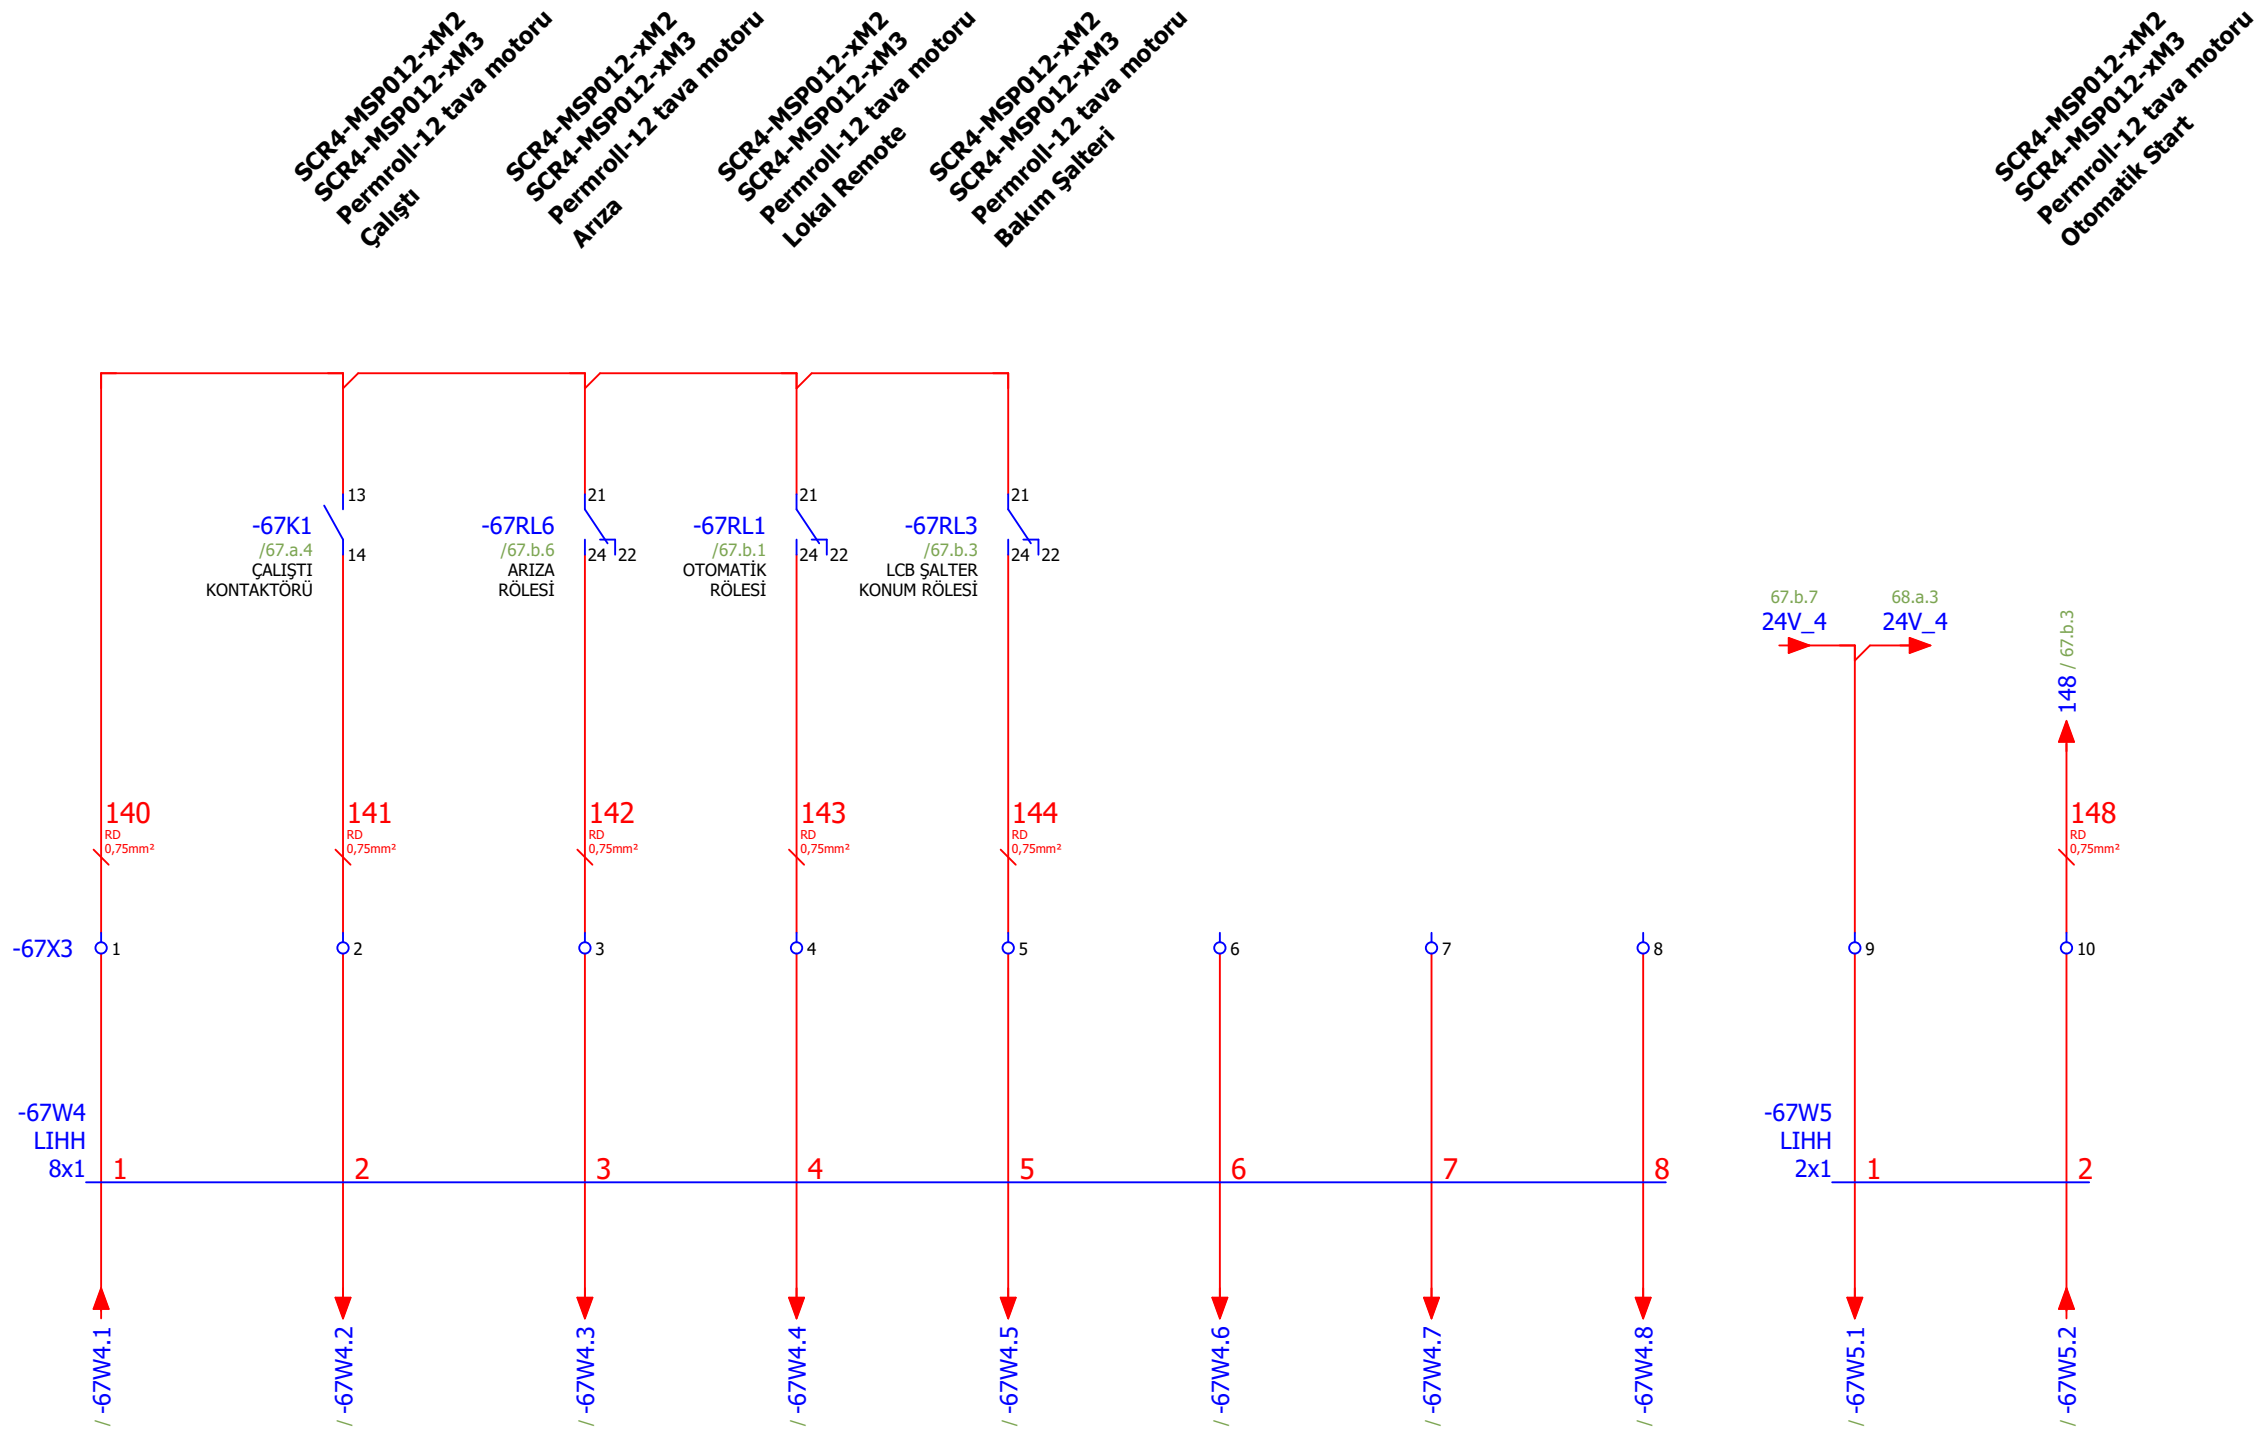 SCR4-MSP012-xM2
SCR4-MSP012-xM3
Permroll-12 tava motoru
Çalıştı
SCR4-MSP012-xM2
SCR4-MSP012-xM3
Permroll-12 tava motoru
Arıza
SCR4-MSP012-xM2
SCR4-MSP012-xM3
Permroll-12 tava motoru
Lokal Remote
SCR4-MSP012-xM2
SCR4-MSP012-xM3
Permroll-12 tava motoru
Bakım Şalteri
SCR4-MSP012-xM2
SCR4-MSP012-xM3
Permroll-12 tava motoru
Otomatik Start
13
-67K1
/67.a.4
14
ÇALIŞTI
KONTAKTÖRÜ
21
-67RL6
/67.b.6
24 22
ARIZA
RÖLESİ
21
-67RL1
/67.b.1
24 22
OTOMATİK
RÖLESİ
21
-67RL3
/67.b.3
24 22
LCB ŞALTER
KONUM RÖLESİ
67.b.7
24V_4
68.a.3
24V_4
148 / 67.b.3
140
RD
0,75mm²
141
RD
0,75mm²
142
RD
0,75mm²
143
RD
0,75mm²
144
RD
0,75mm²
148
RD
0,75mm²
-67X3 1 2 3 4 5 6 7 8 9 10
-67W4
LIHH
8x1 1 2 3 4 5 6 7 8
-67W5
LIHH
2x1 1 2
/ -67W4.1
/ -67W4.2
/ -67W4.3
/ -67W4.4
/ -67W4.5
/ -67W4.6
/ -67W4.7
/ -67W4.8
/ -67W5.1
/ -67W5.2